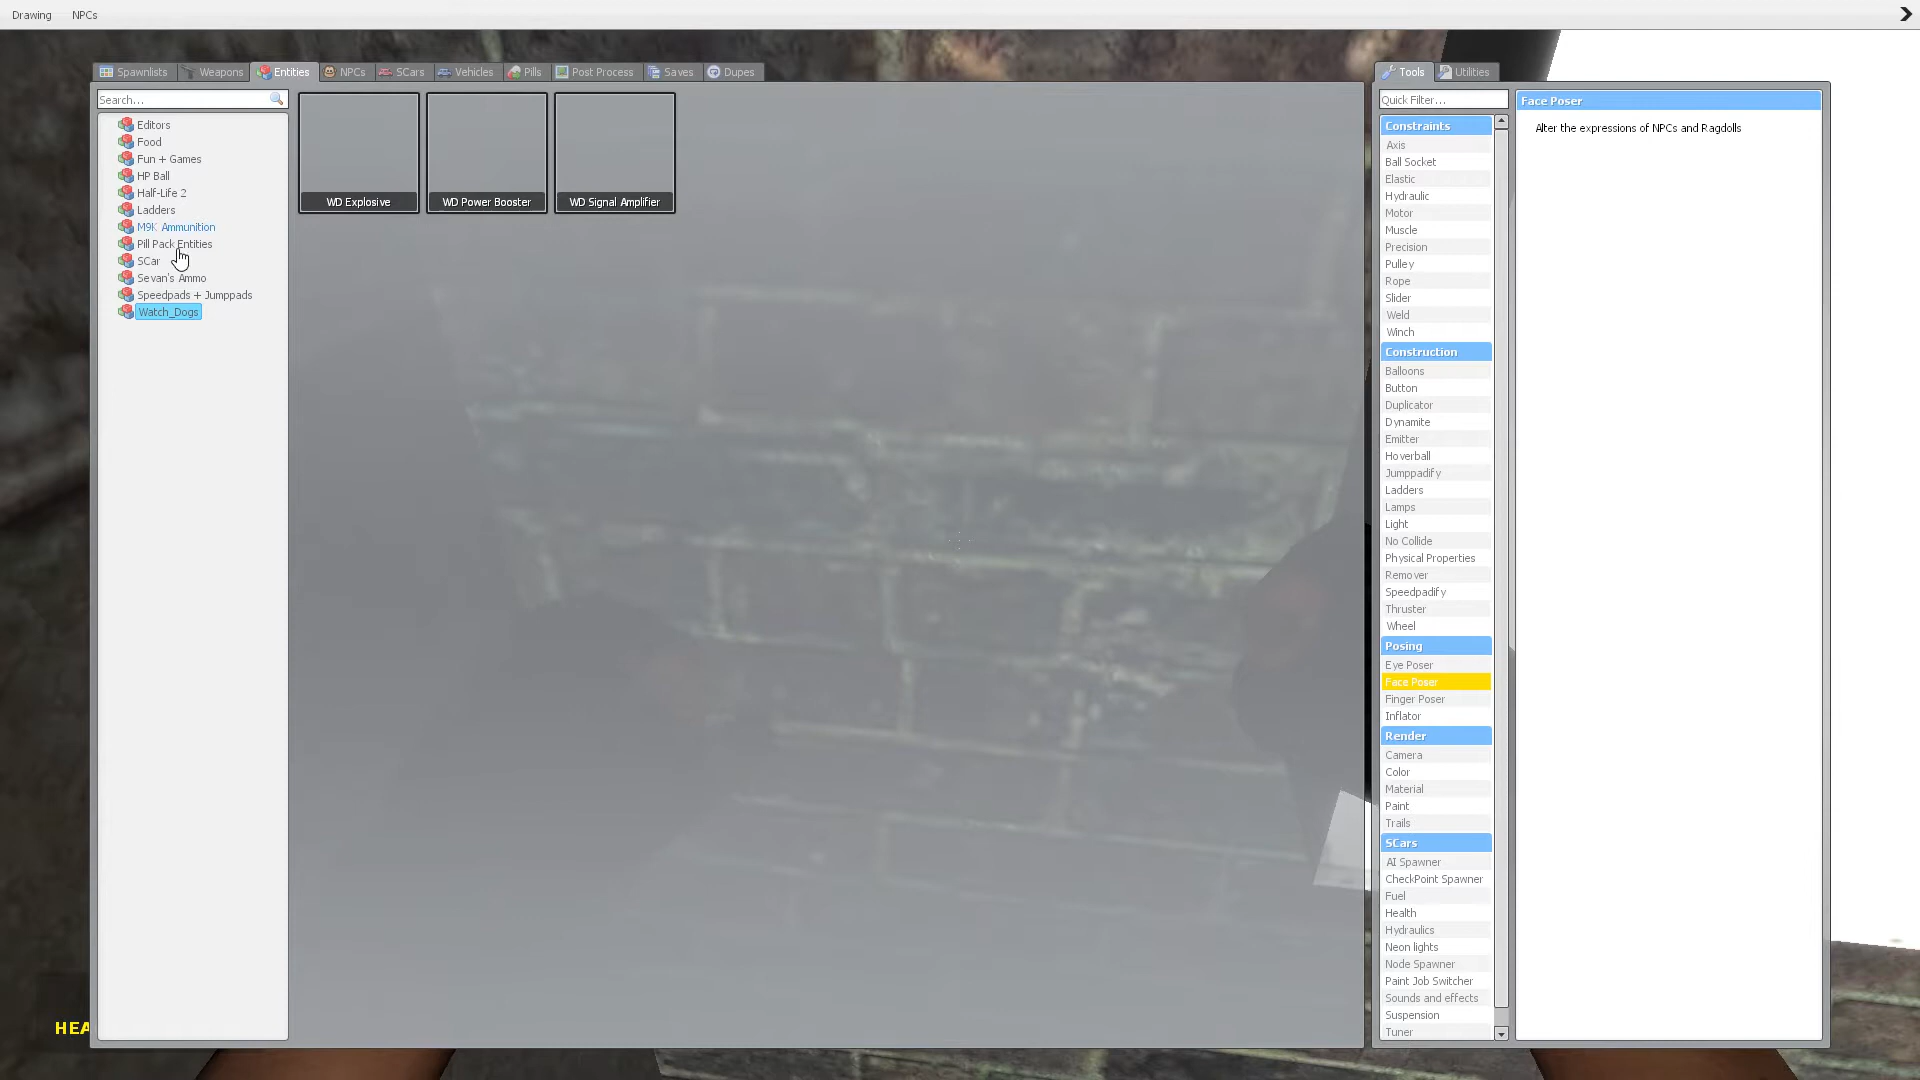 Drawing NPCs
Spawnlists Weapons Entities NPCs SCars Vehicles Pills Post Process Saves Dupes
Search...
Editors
Food
Fun + Games
HP Ball
Half-Life 2
Ladders
M9K Ammunition
Pill Pack Entities
SCar
Sevan's Ammo
Speedpads + Jumppads
Watch_Dogs
WD Explosive WD Power Booster WD Signal Amplifier
HEA
Tools Utilities
Quick Filter...
Constraints
Axis
Ball Socket
Elastic
Hydraulic
Motor
Muscle
Precision
Pulley
Rope
Slider
Weld
Winch
Construction
Balloons
Button
Duplicator
Dynamite
Emitter
Hoverball
Jumppadify
Ladders
Lamps
Light
No Collide
Physical Properties
Remover
Speedpadify
Thruster
Wheel
Posing
Eye Poser
Face Poser
Finger Poser
Inflator
Render
Camera
Color
Material
Paint
Trails
SCars
AI Spawner
CheckPoint Spawner
Fuel
Health
Hydraulics
Neon lights
Node Spawner
Paint Job Switcher
Sounds and effects
Suspension
Tuner
Face Poser
Alter the expressions of NPCs and Ragdolls